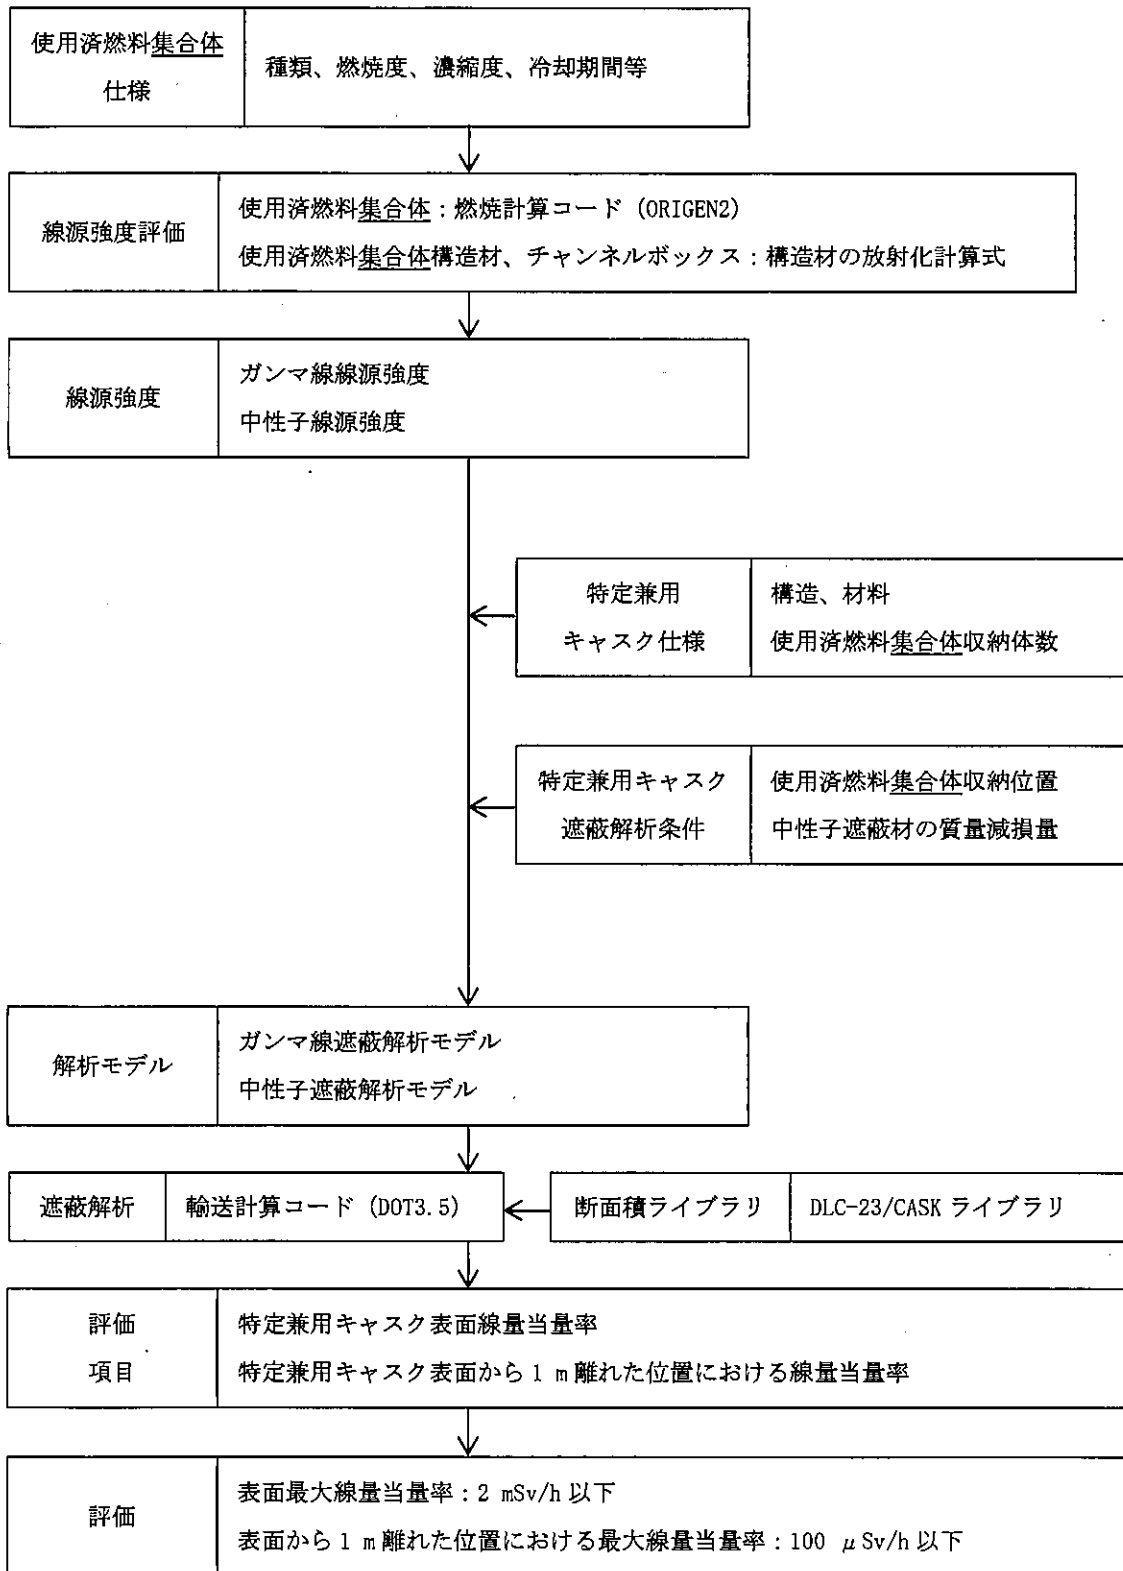 使用済燃料集合体
仕様
種類、燃焼度、濃縮度、冷却期間等
線源強度評価
使用済燃料集合体：燃焼計算コード (ORIGEN2)
使用済燃料集合体構造材、チャンネルボックス：構造材の放射化計算式
線源強度
ガンマ線線源強度
中性子線源強度
特定兼用
キャスク仕様
構造、材料
使用済燃料集合体収納体数
特定兼用キャスク
遮蔽解析条件
使用済燃料集合体収納位置
中性子遮蔽材の質量減損量
解析モデル
ガンマ線遮蔽解析モデル
中性子遮蔽解析モデル
遮蔽解析
輸送計算コード (DOT3.5)
断面積ライブラリ
DLC-23/CASK ライブラリ
評価
項目
特定兼用キャスク表面線量当量率
特定兼用キャスク表面から 1 m 離れた位置における線量当量率
評価
表面最大線量当量率：2 mSv/h 以下
表面から 1 m 離れた位置における最大線量当量率：100 μSv/h 以下